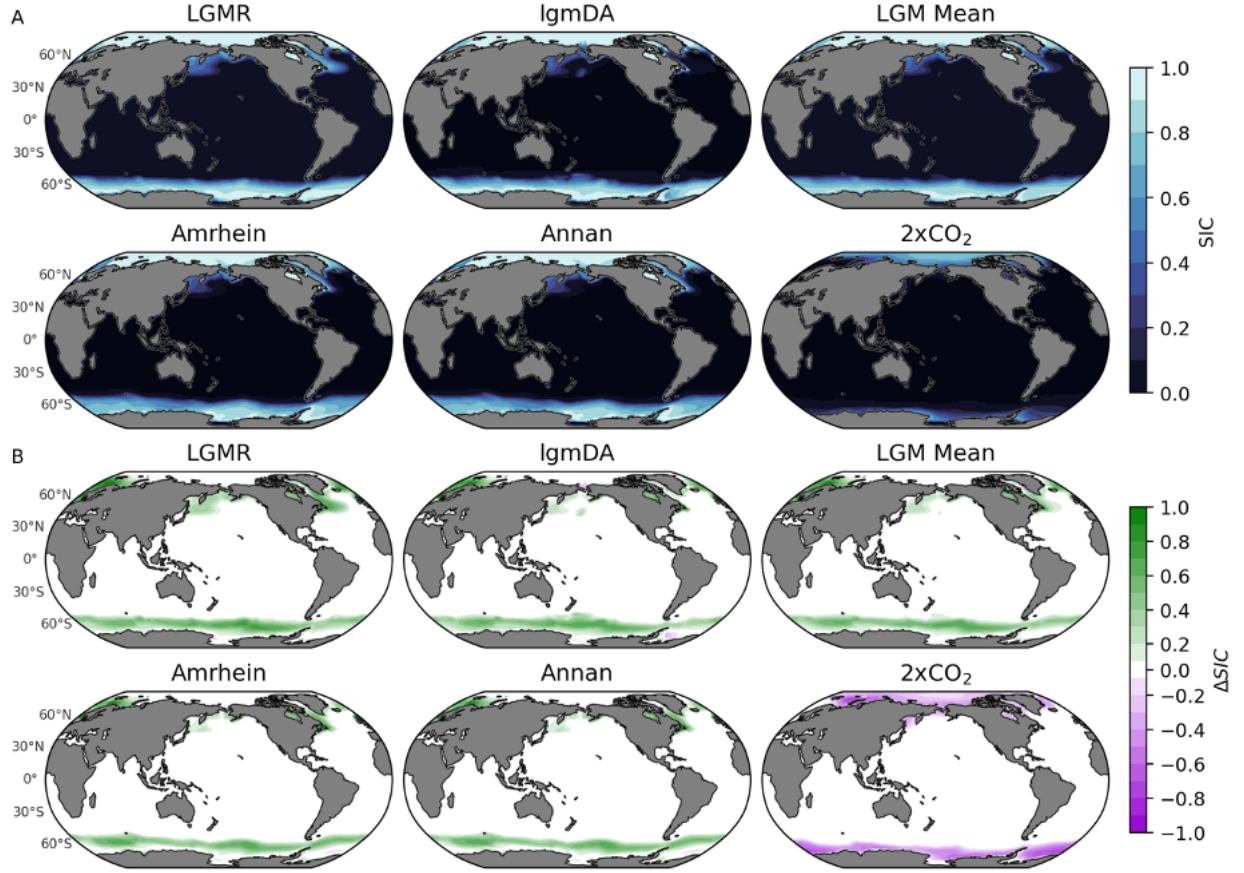 A
LGMR
lgmDA
LGM Mean
60°N
30°N
0°
30°S
60°S
Amrhein
Annan
2xCO₂
60°N
30°N
0°
30°S
60°S
1.0
0.8
0.6
0.4
0.2
0.0
SIC
B
LGMR
lgmDA
LGM Mean
60°N
30°N
0°
30°S
60°S
Amrhein
Annan
2xCO₂
60°N
30°N
0°
30°S
60°S
1.0
0.8
0.6
0.4
0.2
0.0
−0.2
−0.4
−0.6
−0.8
−1.0
ΔSIC